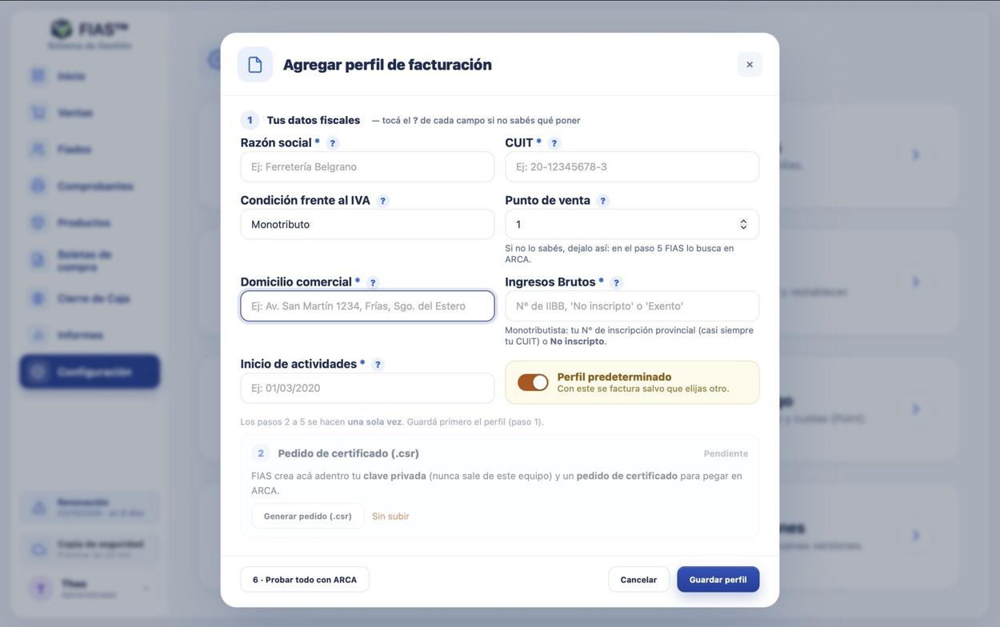 FIAS™
Sistema de Gestión
Inicio
Ventas
Fiados
Comprobantes
Productos
Boletas de
compra
Cierre de Caja
Informes
Configuración
Renovación
Copia de seguridad
Theo
Administrador
Agregar perfil de facturación
×
1 Tus datos fiscales — tocá el ? de cada campo si no sabés qué poner
Razón social * ?
Ej: Ferretería Belgrano
CUIT * ?
Ej: 20-12345678-3
Condición frente al IVA ?
Monotributo
Punto de venta ?
1
Si no lo sabés, dejalo así: en el paso 5 FIAS lo busca en
ARCA.
Domicilio comercial * ?
Ej: Av. San Martín 1234, Frías, Sgo. del Estero
Ingresos Brutos * ?
N° de IIBB, 'No inscripto' o 'Exento'
Monotributista: tu N° de inscripción provincial (casi siempre
tu CUIT) o No inscripto.
Inicio de actividades * ?
Ej: 01/03/2020
Perfil predeterminado
Con este se factura salvo que elijas otro.
Los pasos 2 a 5 se hacen una sola vez. Guardá primero el perfil (paso 1).
2 Pedido de certificado (.csr)
Pendiente
FIAS crea acá adentro tu clave privada (nunca sale de este equipo) y un pedido de certificado para pegar en
ARCA.
Generar pedido (.csr)
Sin subir
6 · Probar todo con ARCA
Cancelar
Guardar perfil
y restablecer.
y cuotas (Point).
nuevas versiones.